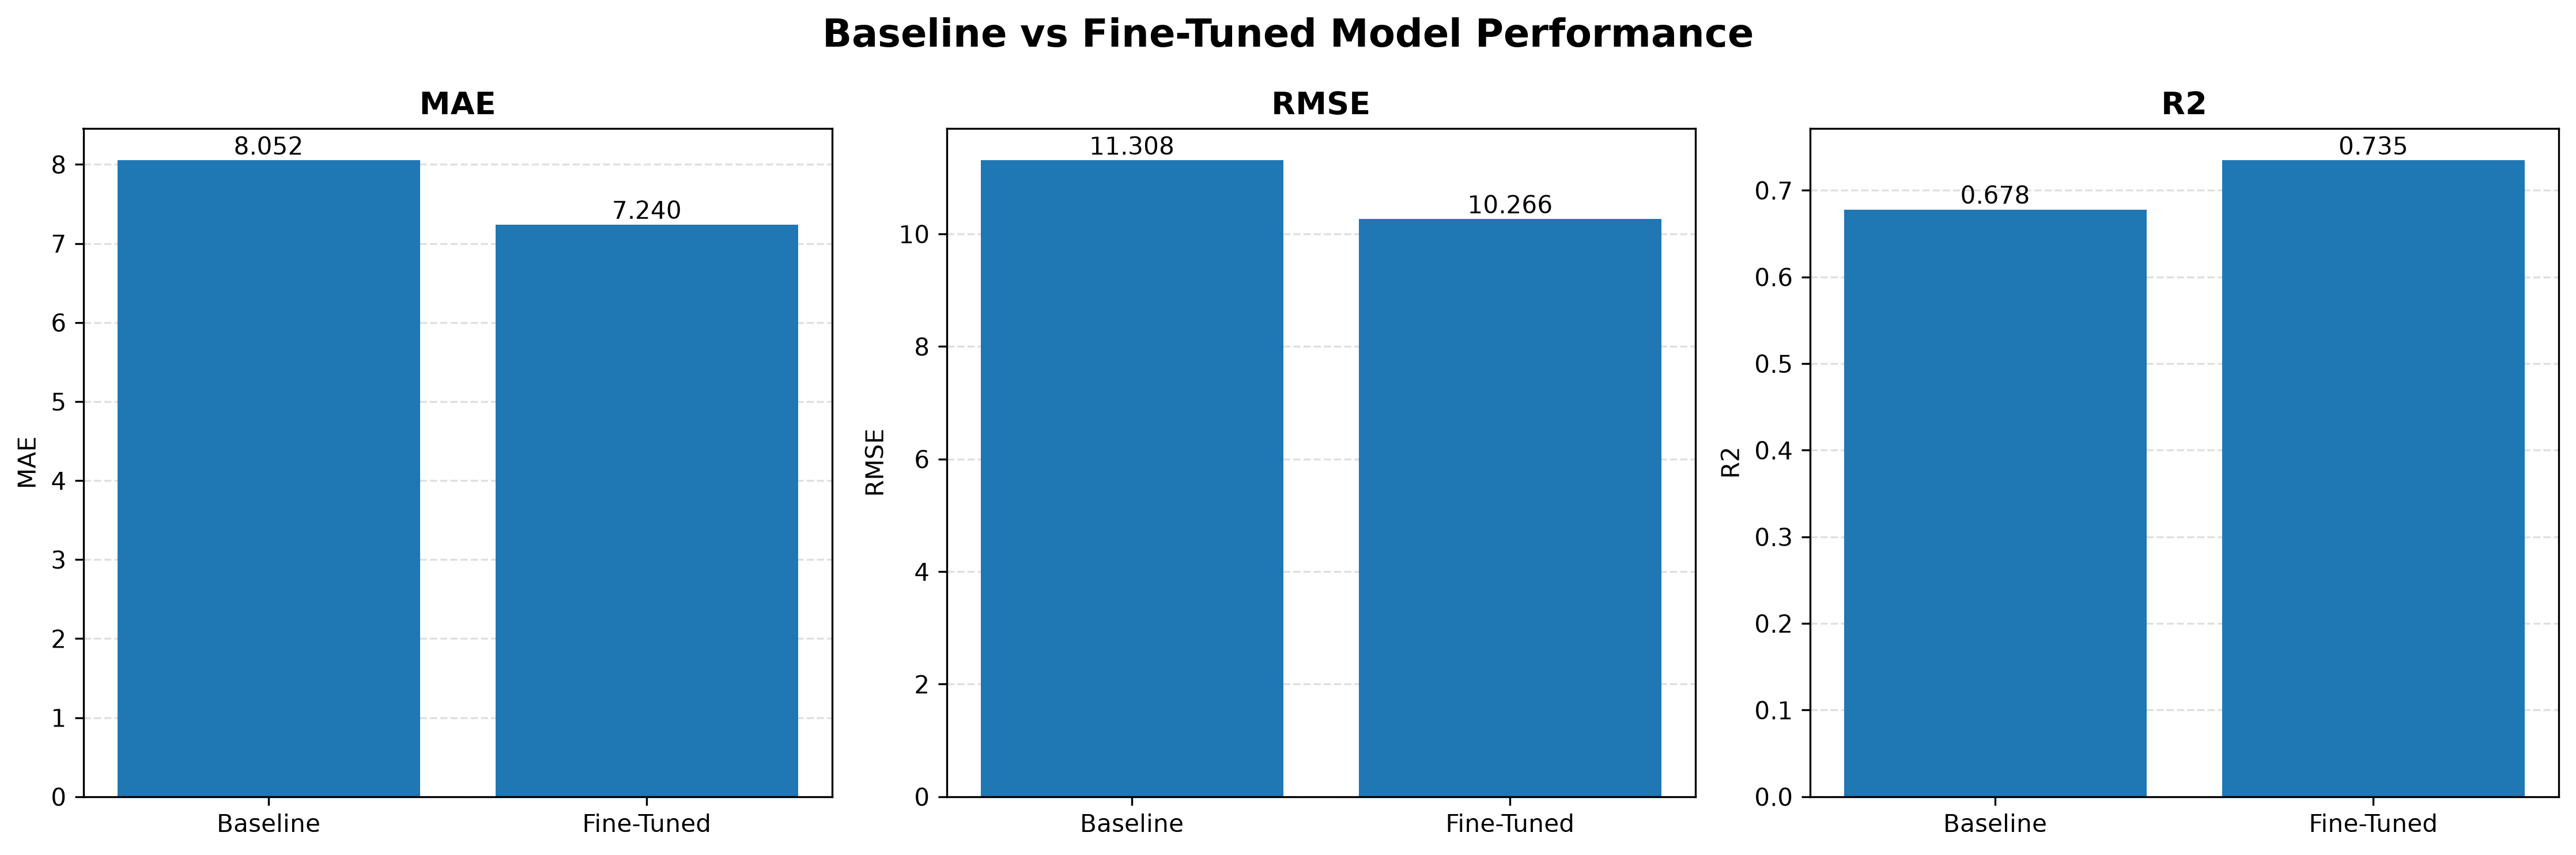 Baseline vs Fine-Tuned Model Performance
MAE
8.052
7.240
8
7
6
5
4
3
2
1
0
MAE
Baseline Fine-Tuned
RMSE
11.308
10.266
10
8
6
4
2
0
RMSE
Baseline Fine-Tuned
R2
0.735
0.678
0.7
0.6
0.5
0.4
0.3
0.2
0.1
0.0
R2
Baseline Fine-Tuned